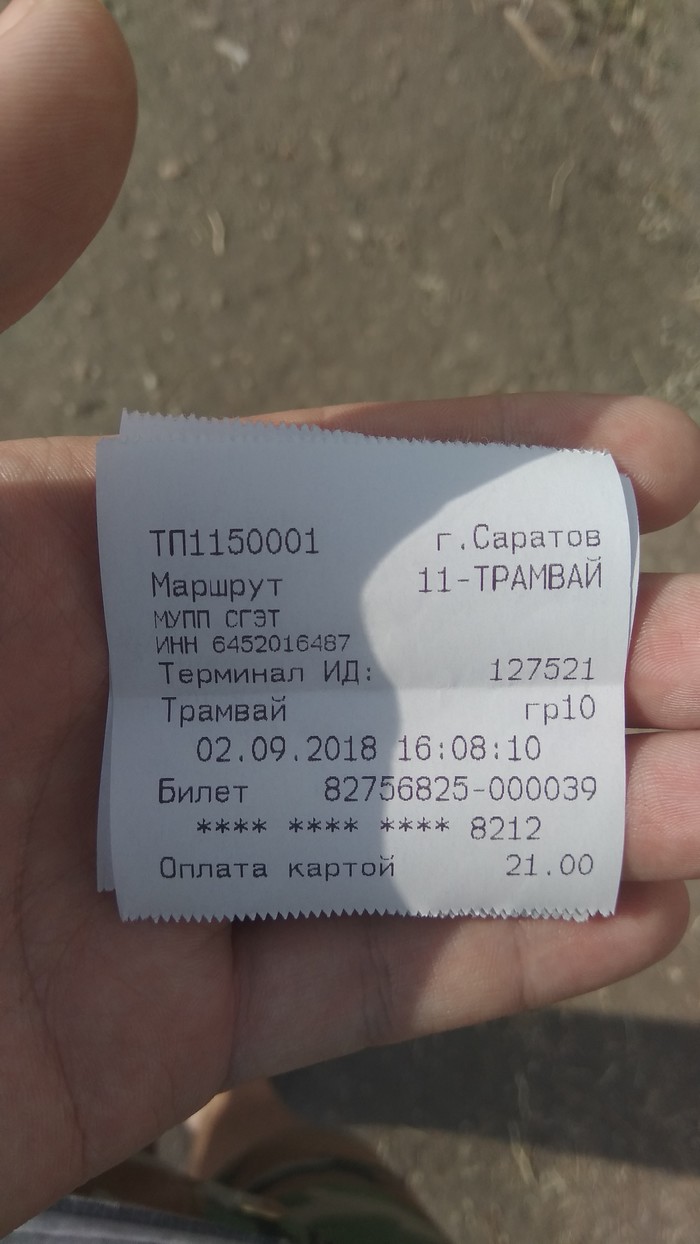 ТП1150001 г.Саратов
Маршрут 11-ТРАМВАЙ
МУПП СГЭТ
ИНН 6452016487
Терминал ИД: 127521
Трамвай гр10
02.09.2018 16:08:10
Билет 82756825-000039
**** **** **** 8212
Оплата картой 21.00